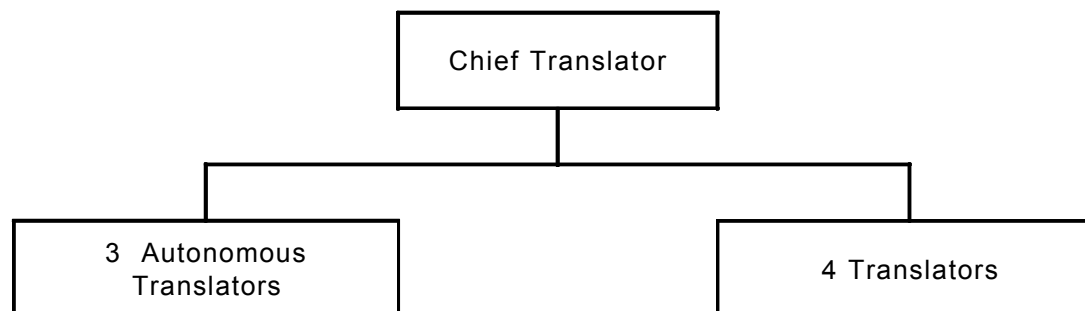 Chief Translator
3 Autonomous
Translators
4 Translators